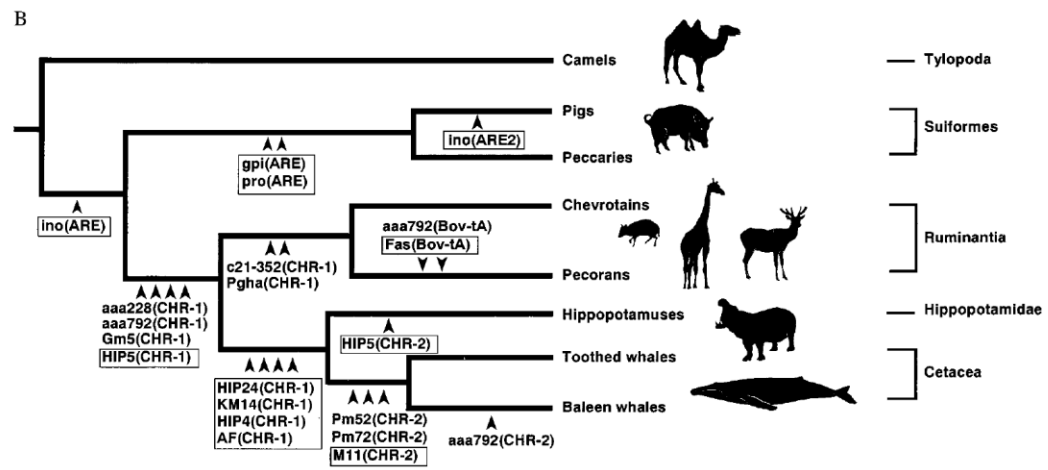 B
Camels
Tylopoda
Pigs
ino(ARE2)
Suiformes
gpi(ARE)
pro(ARE)
Peccaries
ino(ARE)
Chevrotains
aaa792(Bov-tA)
Fas(Bov-tA)
Ruminantia
c21-352(CHR-1)
Pgha(CHR-1)
Pecorans
aaa228(CHR-1)
aaa792(CHR-1)
Gm5(CHR-1)
HIP5(CHR-1)
Hippopotamuses
Hippopotamidae
HIP5(CHR-2)
Toothed whales
Cetacea
HIP24(CHR-1)
KM14(CHR-1)
HIP4(CHR-1)
AF(CHR-1)
Baleen whales
Pm52(CHR-2)
Pm72(CHR-2)
M11(CHR-2)
aaa792(CHR-2)